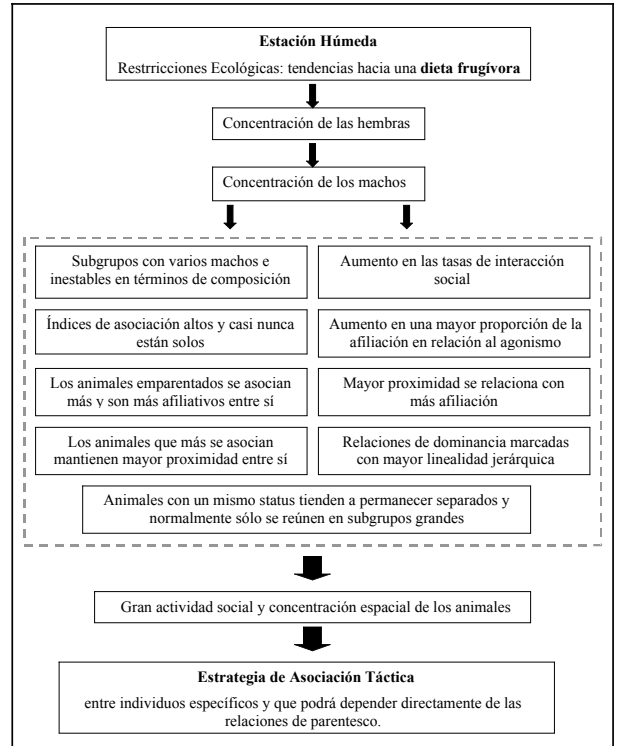 Estación Húmeda
Restrricciones Ecológicas: tendencias hacia una dieta frugívora
Concentración de las hembras
Concentración de los machos
Subgrupos con varios machos e
inestables en términos de composición
Aumento en las tasas de interacción
social
Índices de asociación altos y casi nunca
están solos
Aumento en una mayor proporción de la
afiliación en relación al agonismo
Los animales emparentados se asocian
más y son más afiliativos entre sí
Mayor proximidad se relaciona con
más afiliación
Los animales que más se asocian
mantienen mayor proximidad entre sí
Relaciones de dominancia marcadas
con mayor linealidad jerárquica
Animales con un mismo status tienden a permanecer separados y
normalmente sólo se reúnen en subgrupos grandes
Gran actividad social y concentración espacial de los animales
Estrategia de Asociación Táctica
entre individuos específicos y que podrá depender directamente de las
relaciones de parentesco.